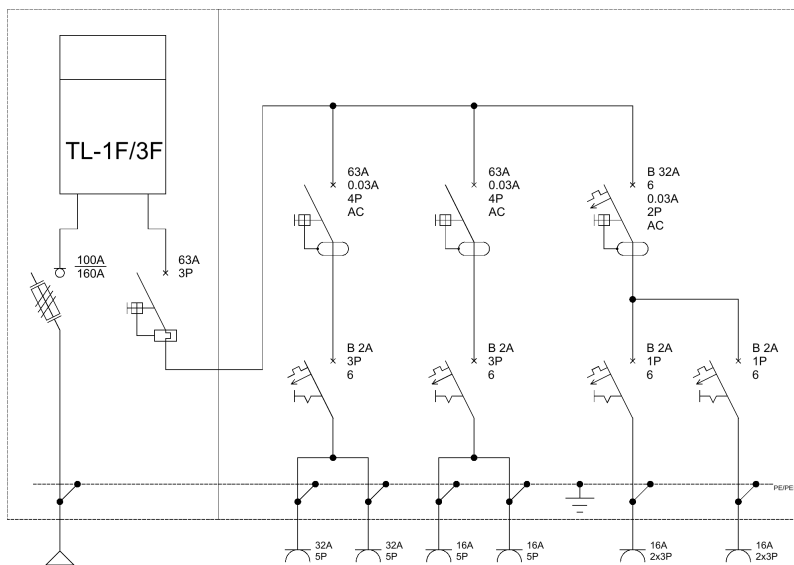 TL-1F/3F
100A
160A
63A
3P
63A
0.03A
4P
AC
63A
0.03A
4P
AC
B 32A
6
0.03A
2P
AC
B 2A
3P
6
B 2A
3P
6
B 2A
1P
6
B 2A
1P
6
PE/PE
32A
5P
32A
5P
16A
5P
16A
5P
16A
2x3P
16A
2x3P